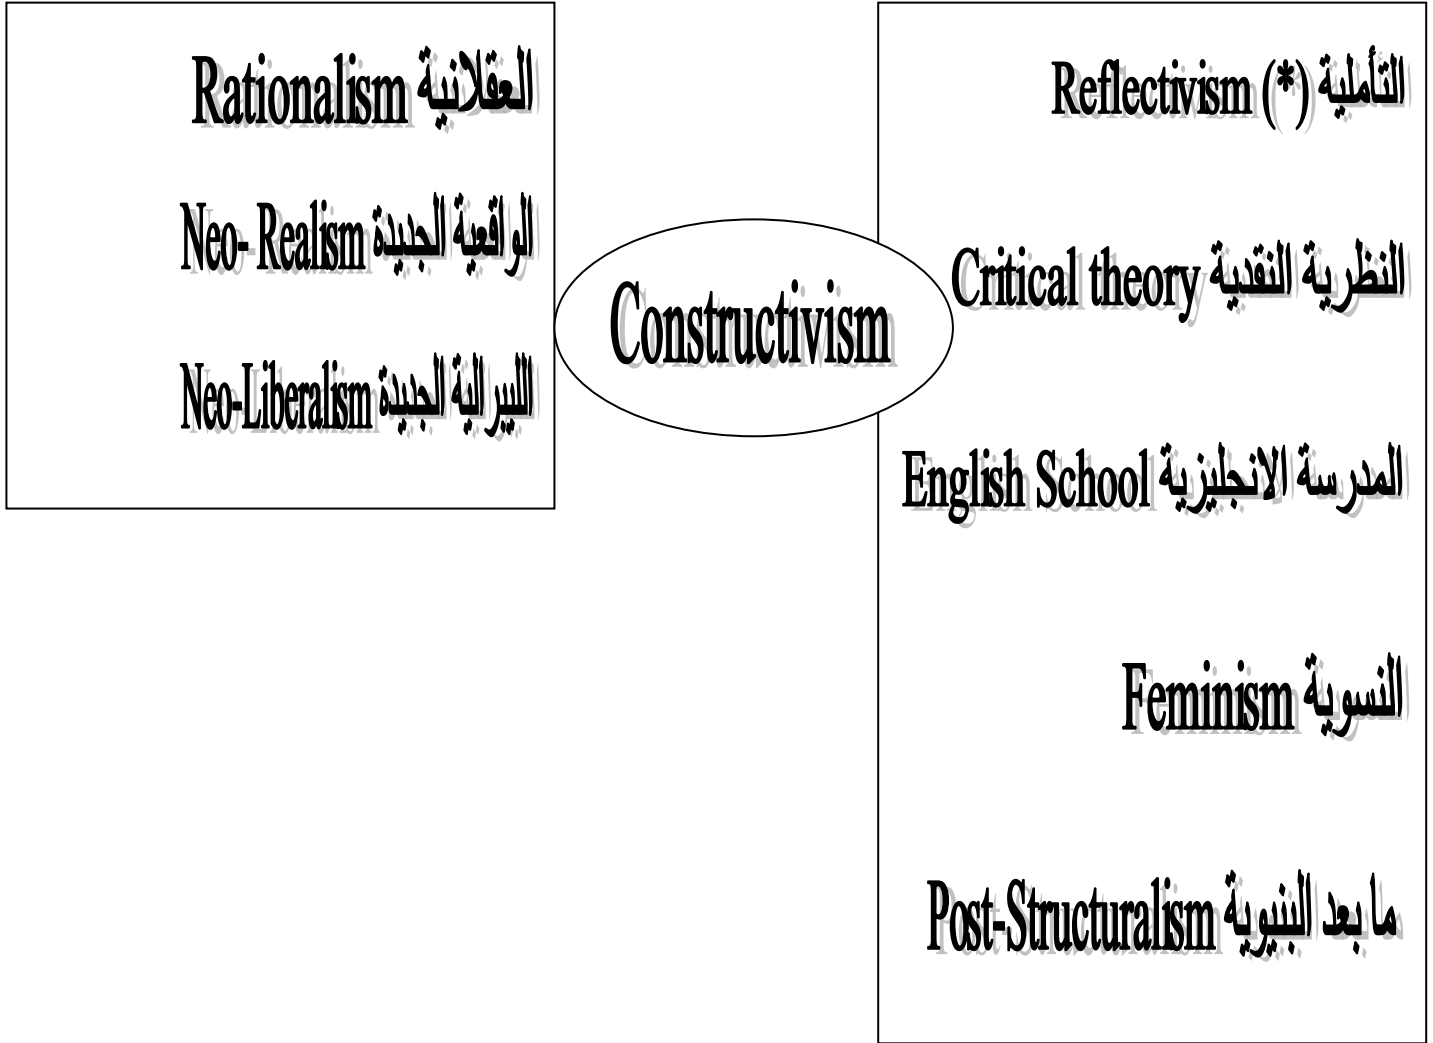 Rationalism العقلانية
Neo- Realism الواقعية الجديدة
Neo-Liberalism الليبرالية الجديدة
Constructivism
Reflectivism (*) التأملية
Critical theory النظرية النقدية
English School المدرسة الانجليزية
Feminism النسوية
Post-Structuralism ما بعد البنيوية